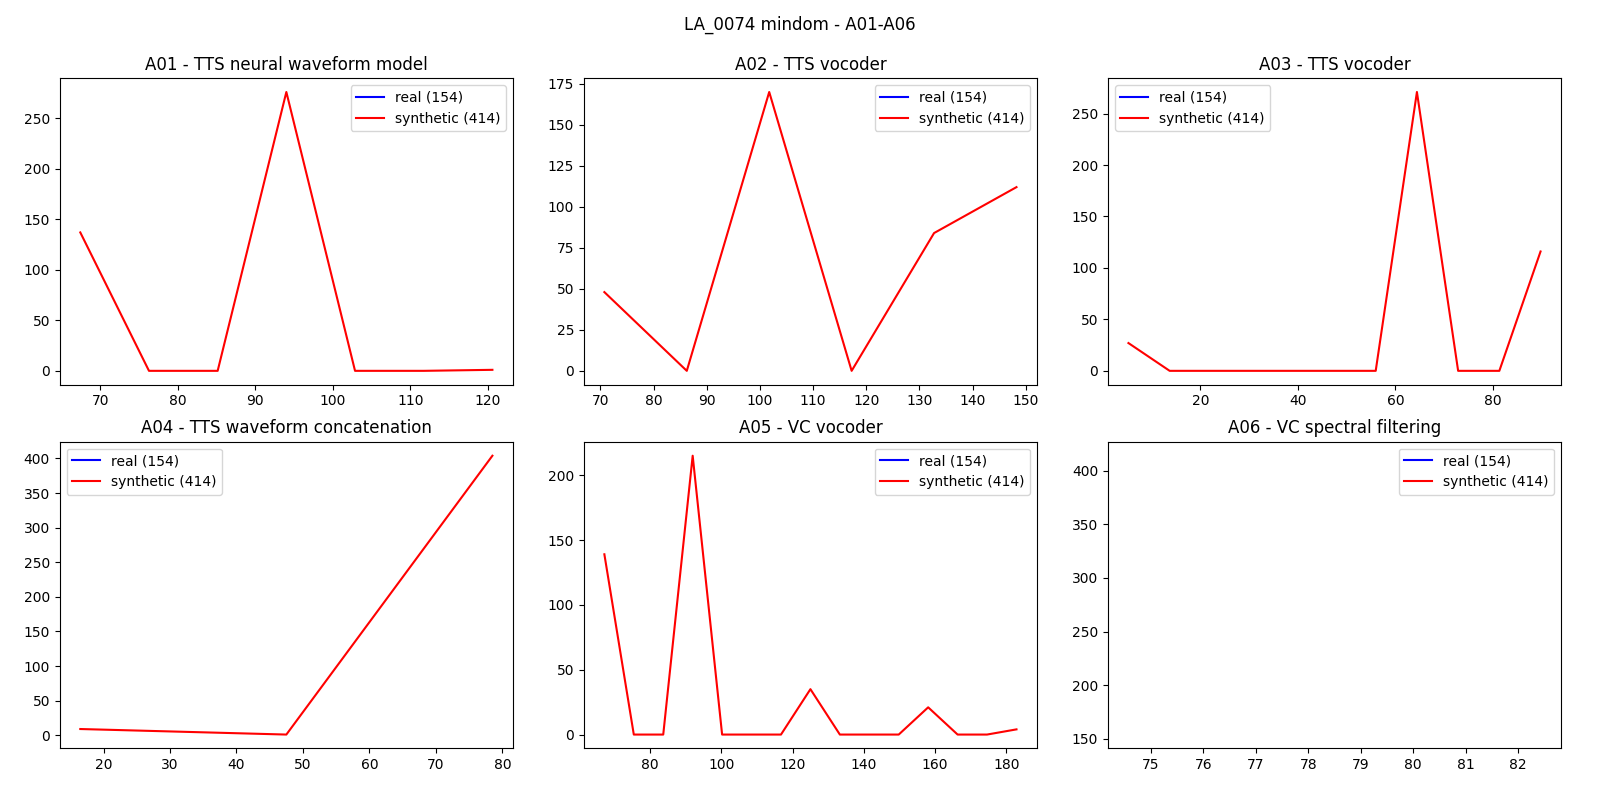 LA_0074 mindom - A01-A06
A01 - TTS neural waveform model
real (154)
synthetic (414)
250
200
150
100
50
0
70 80 90 100 110 120
A02 - TTS vocoder
real (154)
synthetic (414)
175
150
125
100
75
50
25
0
70 80 90 100 110 120 130 140 150
A03 - TTS vocoder
real (154)
synthetic (414)
250
200
150
100
50
0
20 40 60 80
A04 - TTS waveform concatenation
real (154)
synthetic (414)
400
350
300
250
200
150
100
50
0
20 30 40 50 60 70 80
A05 - VC vocoder
real (154)
synthetic (414)
200
150
100
50
0
80 100 120 140 160 180
A06 - VC spectral filtering
real (154)
synthetic (414)
400
350
300
250
200
150
75 76 77 78 79 80 81 82